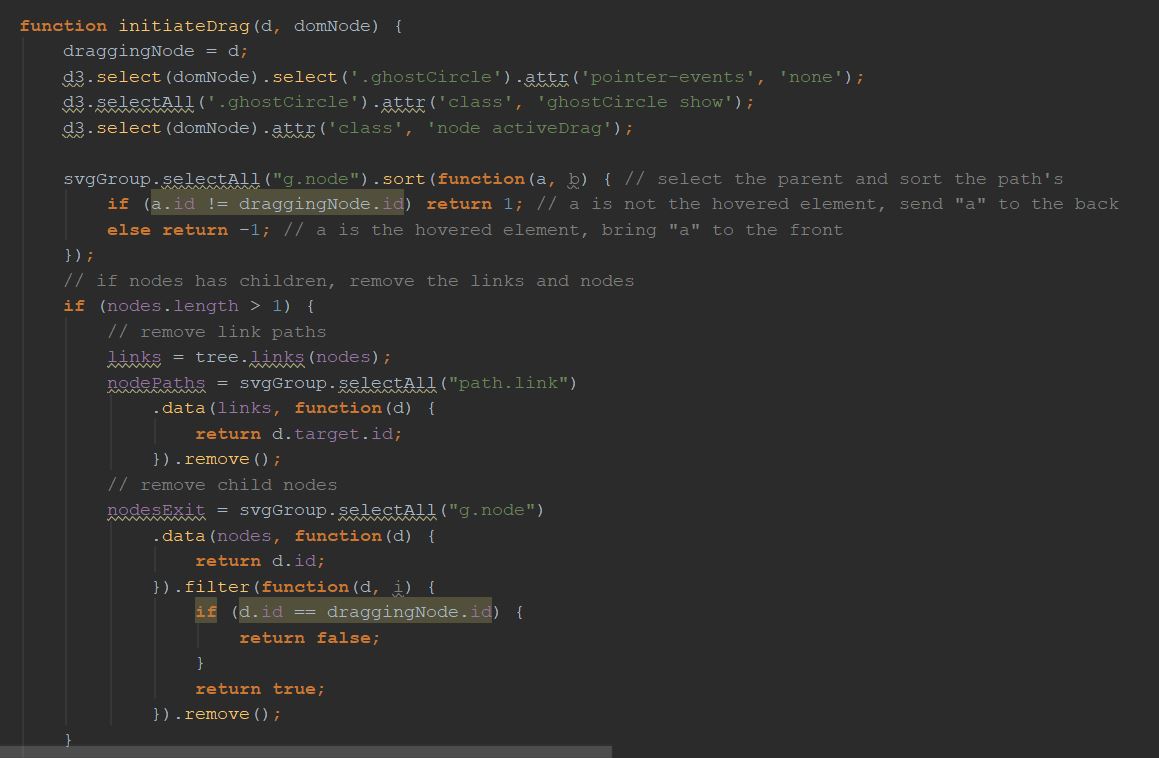 function initiateDrag(d, domNode) {
    draggingNode = d;
    d3.select(domNode).select('.ghostCircle').attr('pointer-events', 'none');
    d3.selectAll('.ghostCircle').attr('class', 'ghostCircle show');
    d3.select(domNode).attr('class', 'node activeDrag');

    svgGroup.selectAll("g.node").sort(function(a, b) { // select the parent and sort the path's
        if (a.id != draggingNode.id) return 1; // a is not the hovered element, send "a" to the back
        else return -1; // a is the hovered element, bring "a" to the front
    });
    // if nodes has children, remove the links and nodes
    if (nodes.length > 1) {
        // remove link paths
        links = tree.links(nodes);
        nodePaths = svgGroup.selectAll("path.link")
            .data(links, function(d) {
                return d.target.id;
            }).remove();
        // remove child nodes
        nodesExit = svgGroup.selectAll("g.node")
            .data(nodes, function(d) {
                return d.id;
            }).filter(function(d, i) {
                if (d.id == draggingNode.id) {
                    return false;
                }
                return true;
            }).remove();
    }